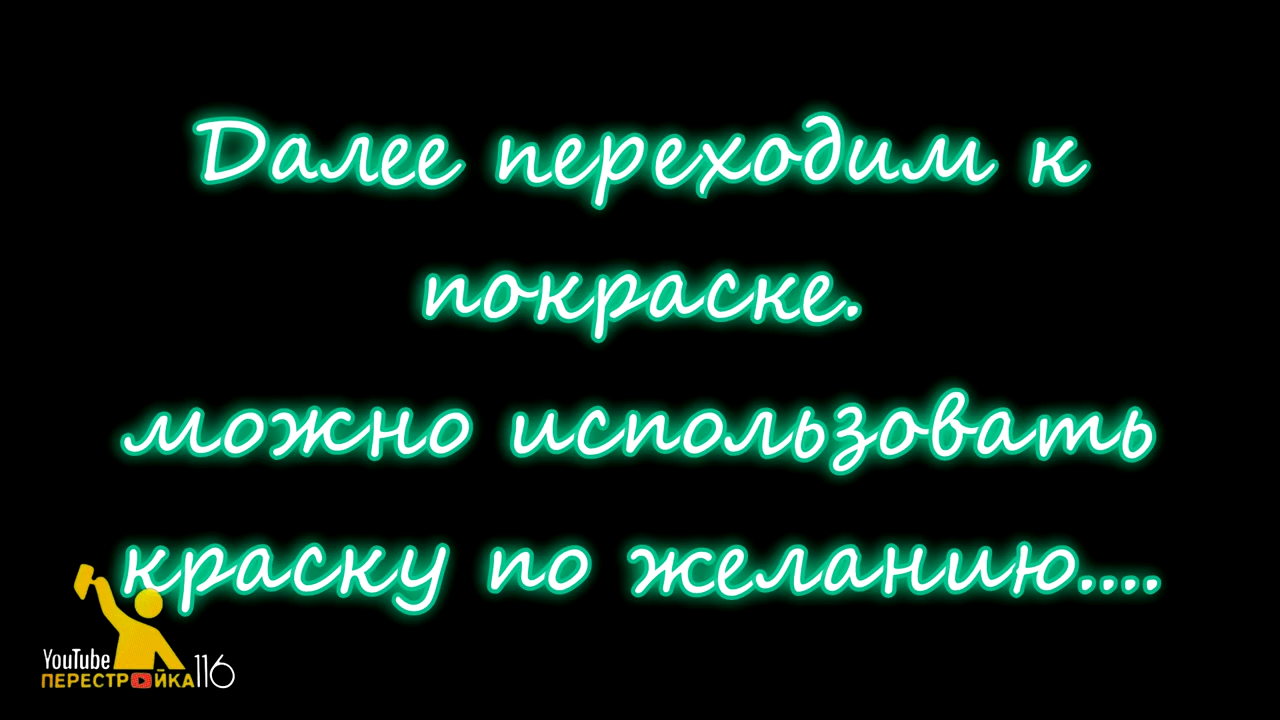 Далее переходим к
покраске.
можно использовать
краску по желанию....
YouTube
ПЕРЕСТРОЙКА116